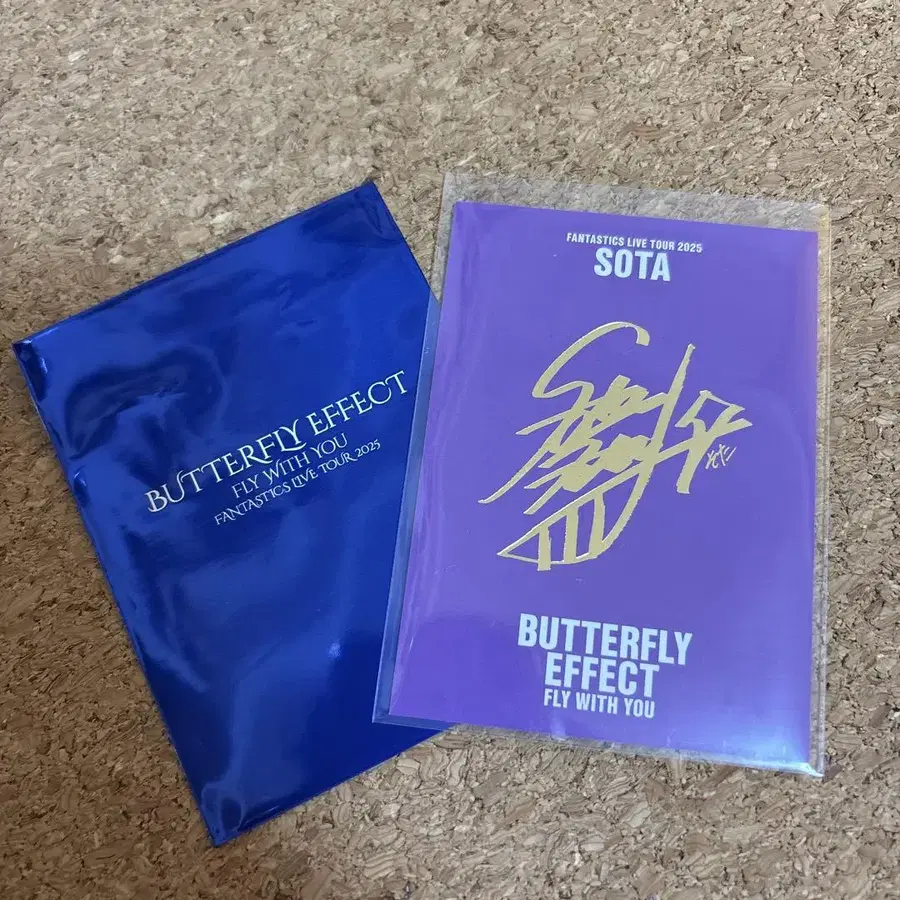 BUTTERFLY EFFECT
FLY WITH YOU
FANTASTICS LIVE TOUR 2025
FANTASTICS LIVE TOUR 2025
SOTA
BUTTERFLY
EFFECT
FLY WITH YOU